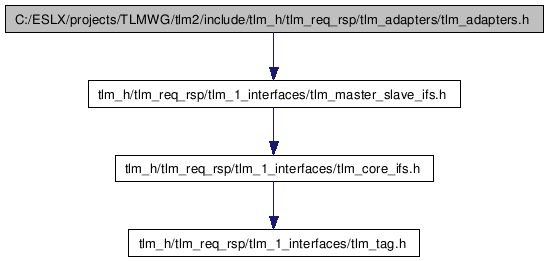 C:/ESLX/projects/TLMWG/tlm2/include/tlm_h/tlm_req_rsp/tlm_adapters/tlm_adapters.h
tlm_h/tlm_req_rsp/tlm_1_interfaces/tlm_master_slave_ifs.h
tlm_h/tlm_req_rsp/tlm_1_interfaces/tlm_core_ifs.h
tlm_h/tlm_req_rsp/tlm_1_interfaces/tlm_tag.h